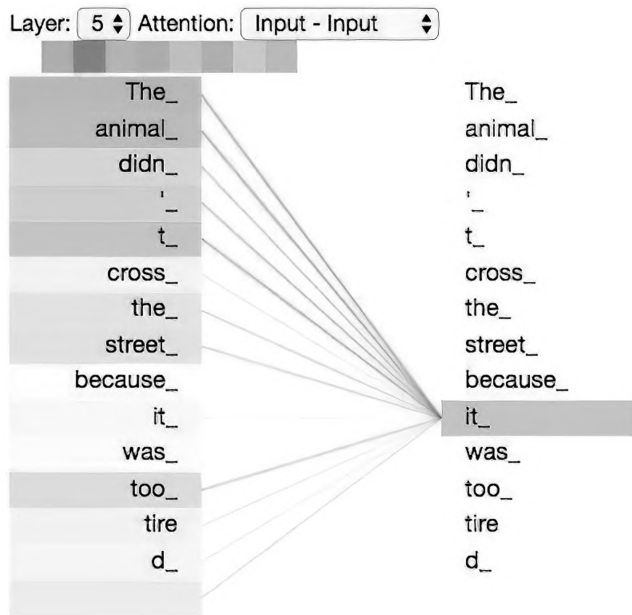 Layer: 5 Attention: Input - Input
The_ The_
animal_ animal_
didn_ didn_
'_ '_
t_ t_
cross_ cross_
the_ the_
street_ street_
because_ because_
it_ it_
was_ was_
too_ too_
tire tire
d_ d_